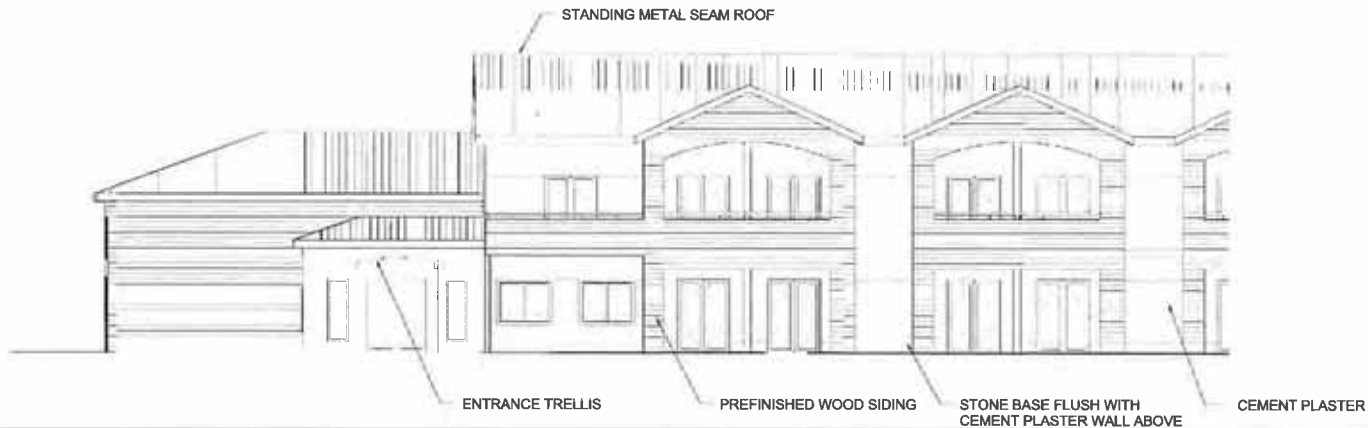 STANDING METAL SEAM ROOF
ENTRANCE TRELLIS
PREFINISHED WOOD SIDING
STONE BASE FLUSH WITH
CEMENT PLASTER WALL ABOVE
CEMENT PLASTER